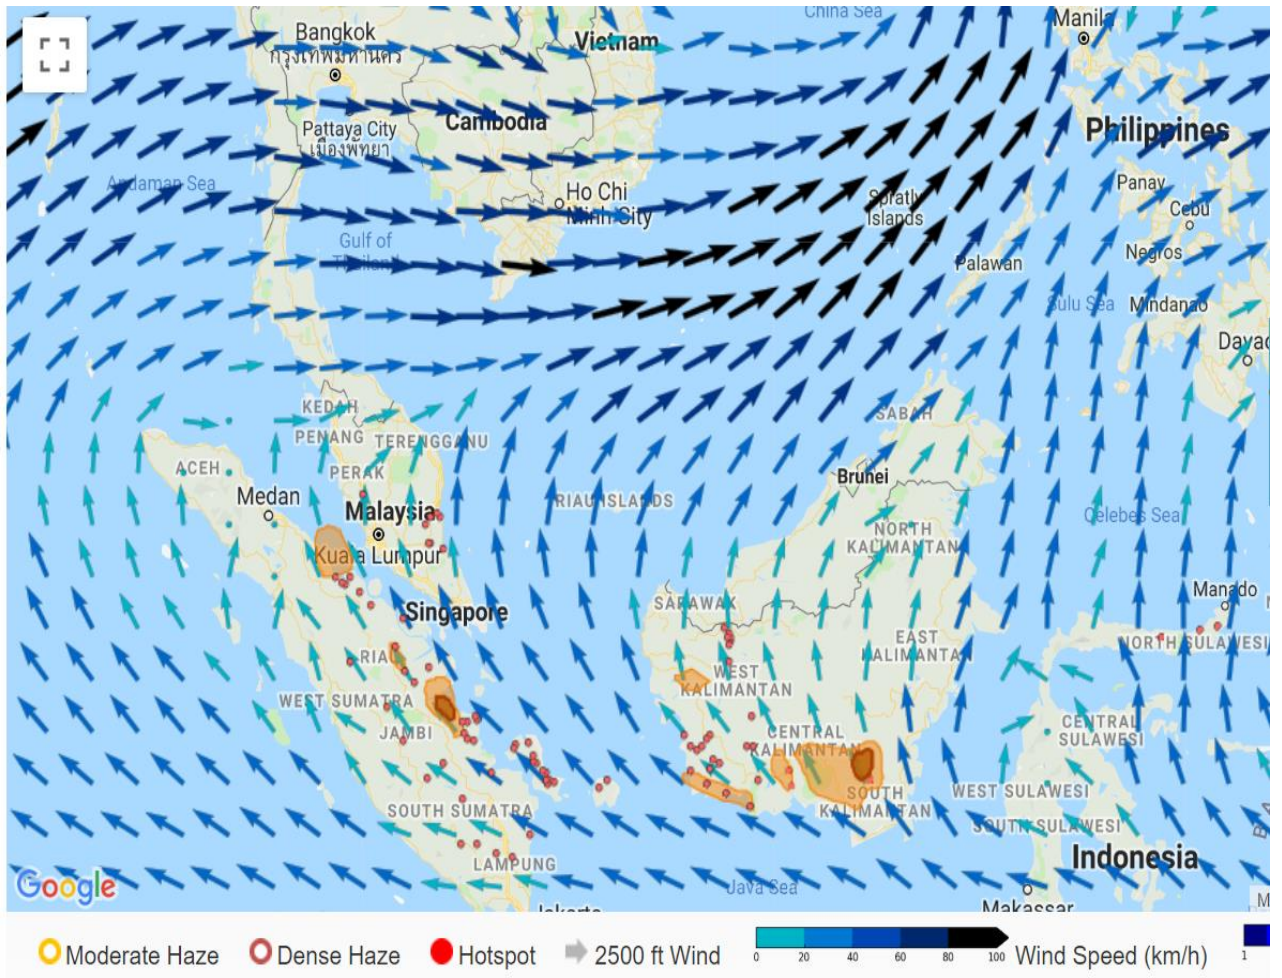 China Sea
Manila
Bangkok
กรุงเทพมหานคร
Vietnam
Pattaya City
เมืองพัทยา
Cambodia
Philippines
Andaman Sea
Ho Chi
Minh City
Panay
Spratly
Islands
Cebu
Gulf of
Thailand
Negros
Palawan
Sulu Sea
Mindanao
Davao
KEDAH
PENANG
TERENGGANU
SABAH
ACEH
PERAK
Brunei
Medan
Malaysia
RIAU ISLANDS
Celebes Sea
Kuala Lumpur
NORTH
KALIMANTAN
Manado
SARAWAK
Singapore
EAST
KALIMANTAN
NORTH SULAWESI
RIAU
WEST
KALIMANTAN
WEST SUMATRA
JAMBI
CENTRAL
KALIMANTAN
CENTRAL
SULAWESI
SOUTH
KALIMANTAN
WEST SULAWESI
SOUTH SUMATRA
SOUTH SULAWESI
LAMPUNG
Indonesia
Google
Java Sea
Jakarta
Makassar
M
Moderate Haze
Dense Haze
Hotspot
2500 ft Wind
0 20 40 60 80 100
Wind Speed (km/h)
1